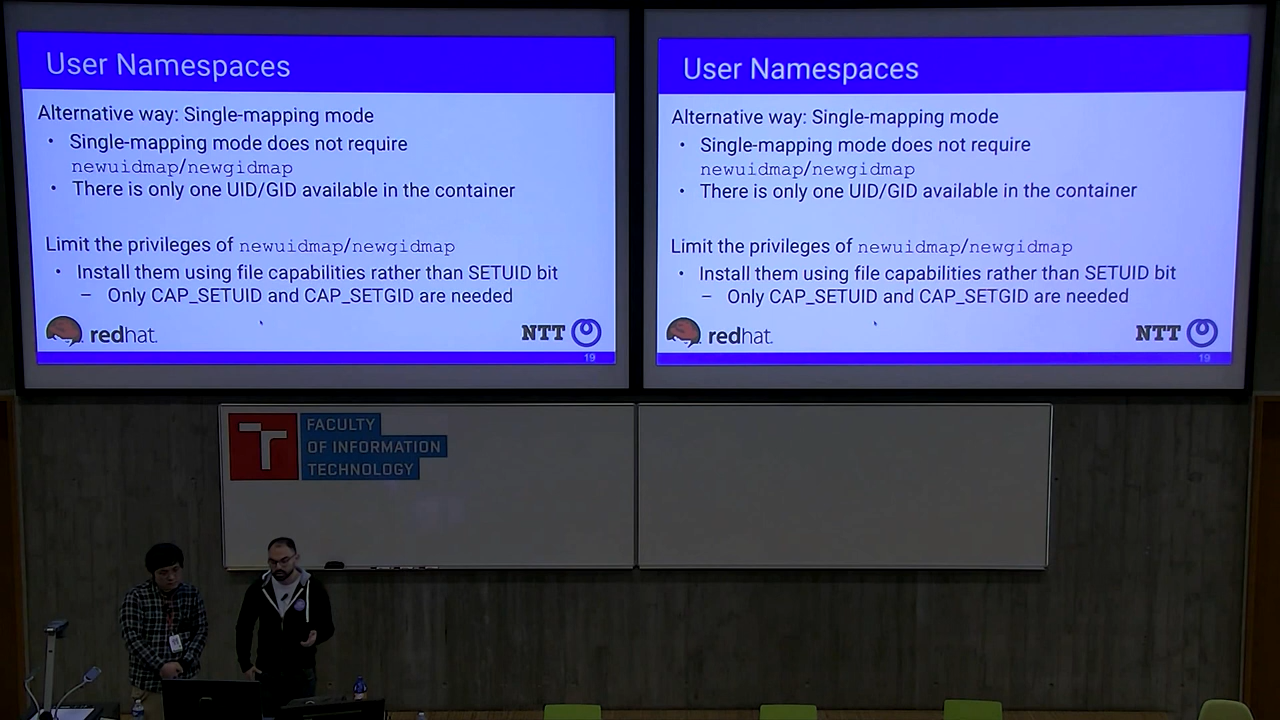 User Namespaces
Alternative way: Single-mapping mode
• Single-mapping mode does not require
newuidmap/newgidmap
• There is only one UID/GID available in the container
Limit the privileges of newuidmap/newgidmap
• Install them using file capabilities rather than SETUID bit
– Only CAP_SETUID and CAP_SETGID are needed
redhat.
NTT
19
User Namespaces
Alternative way: Single-mapping mode
• Single-mapping mode does not require
newuidmap/newgidmap
• There is only one UID/GID available in the container
Limit the privileges of newuidmap/newgidmap
• Install them using file capabilities rather than SETUID bit
– Only CAP_SETUID and CAP_SETGID are needed
redhat.
NTT
19
T
FACULTY
OF INFORMATION
TECHNOLOGY